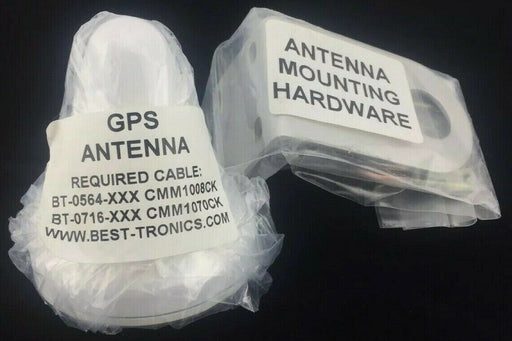 GPS
ANTENNA
REQUIRED CABLE:
BT-0564-XXX CMM1008CK
BT-0716-XXX CMM1070CK
WWW.BEST-TRONICS.COM
ANTENNA
MOUNTING
HARDWARE